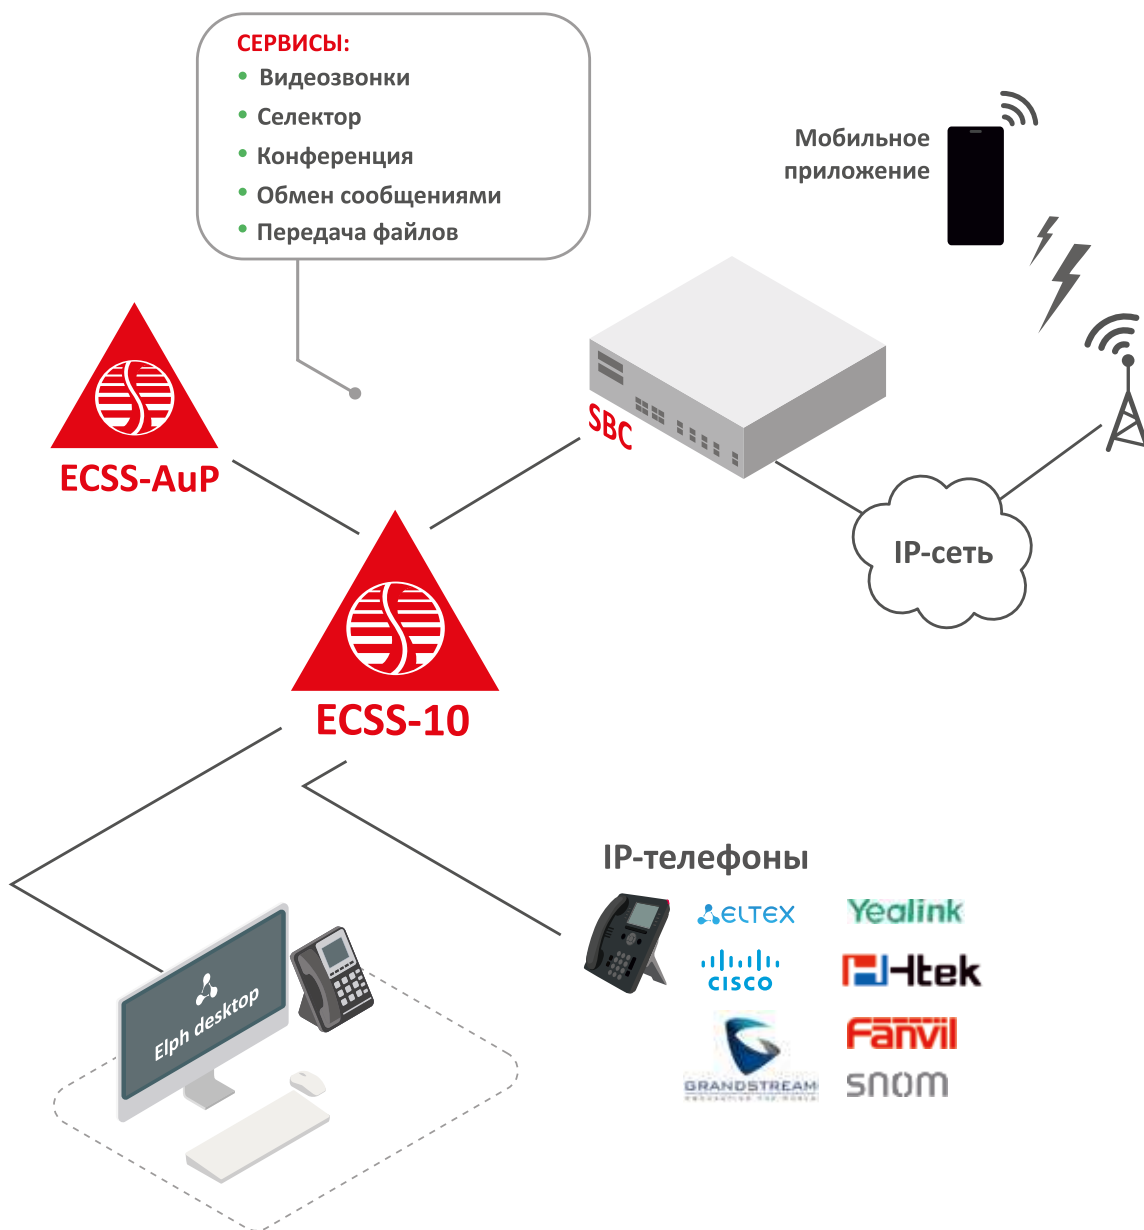 СЕРВИСЫ:
• Видеозвонки
• Селектор
• Конференция
• Обмен сообщениями
• Передача файлов
Мобильное
приложение
SBC
ECSS-AuP
IP-сеть
ECSS-10
IP-телефоны
ELTEX
Yealink
CISCO
Htek
GRANDSTREAM
Fanvil
snom
Elph desktop